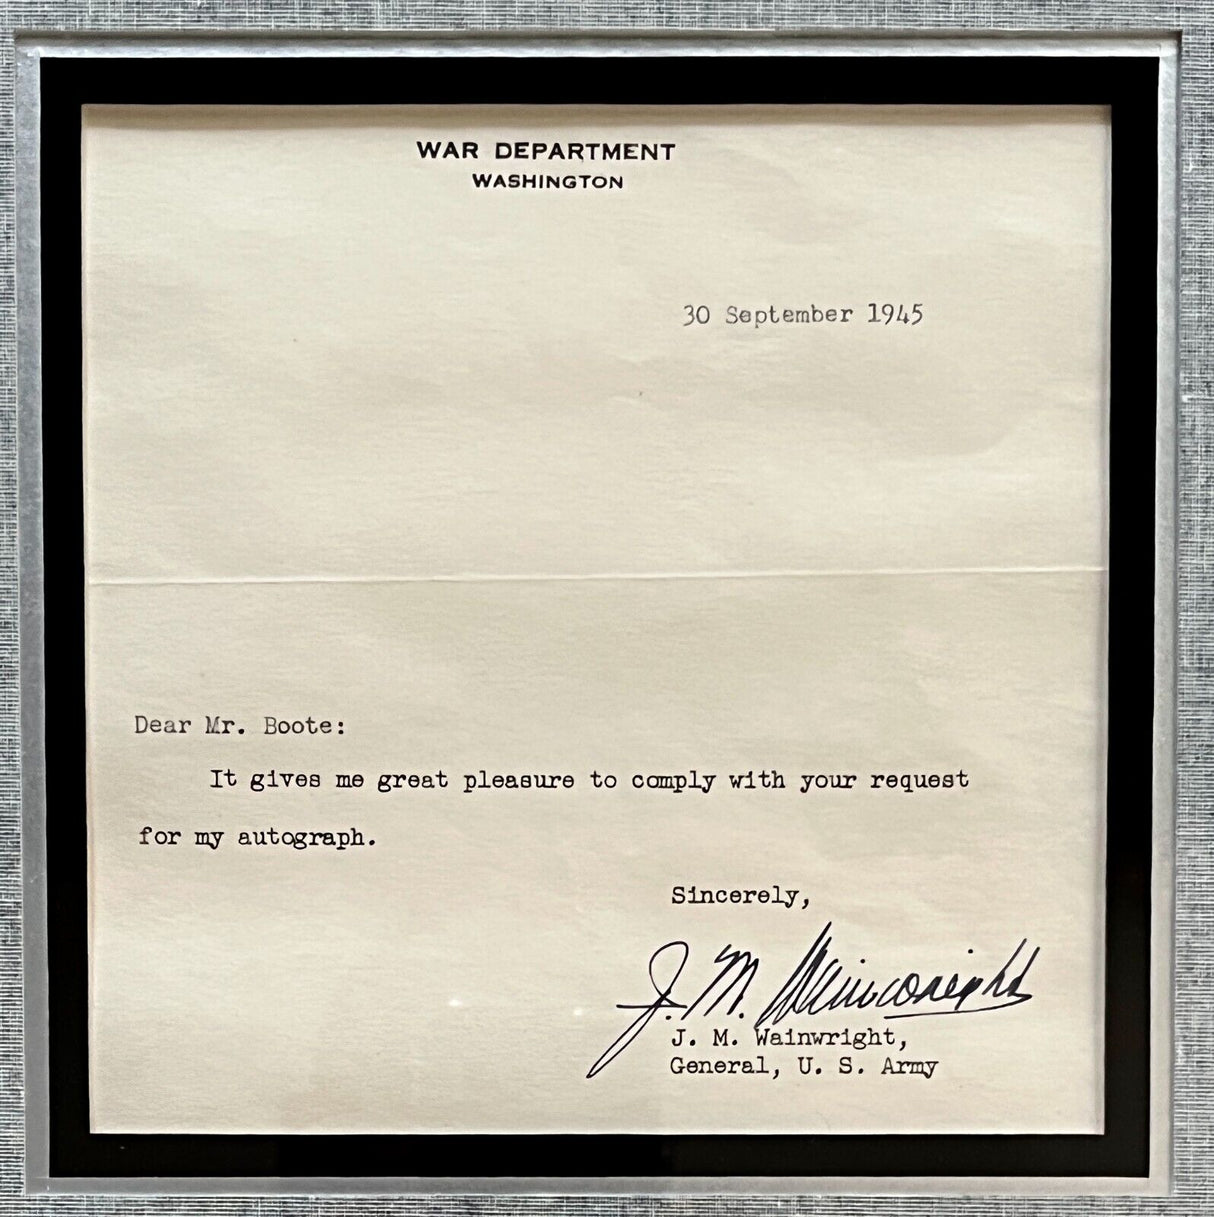 WAR DEPARTMENT
WASHINGTON
30 September 1945
Dear Mr. Boote:
It gives me great pleasure to comply with your request
for my autograph.
Sincerely,
J. M. Wainwright
J. M. Wainwright,
General, U. S. Army